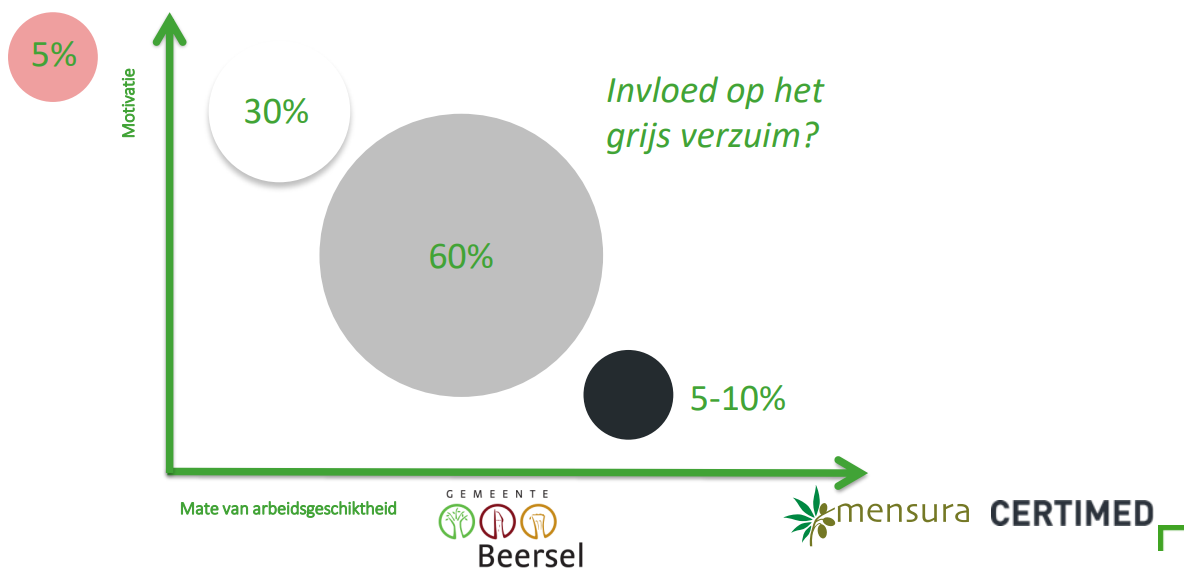 5%
Motivatie
30%
Invloed op het
grijs verzuim?
60%
5-10%
Mate van arbeidsgeschiktheid
GEMEENTE
Beersel
mensura
CERTIMED